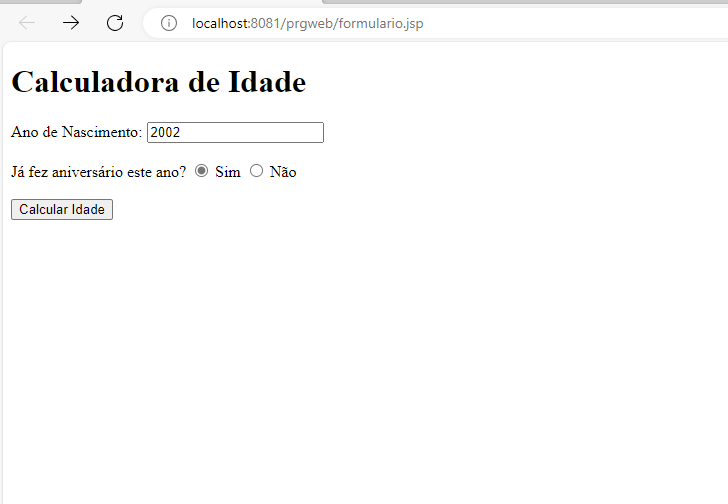 localhost:8081/prgweb/formulario.jsp
Calculadora de Idade
Ano de Nascimento: 2002
Já fez aniversário este ano? Sim Não
Calcular Idade